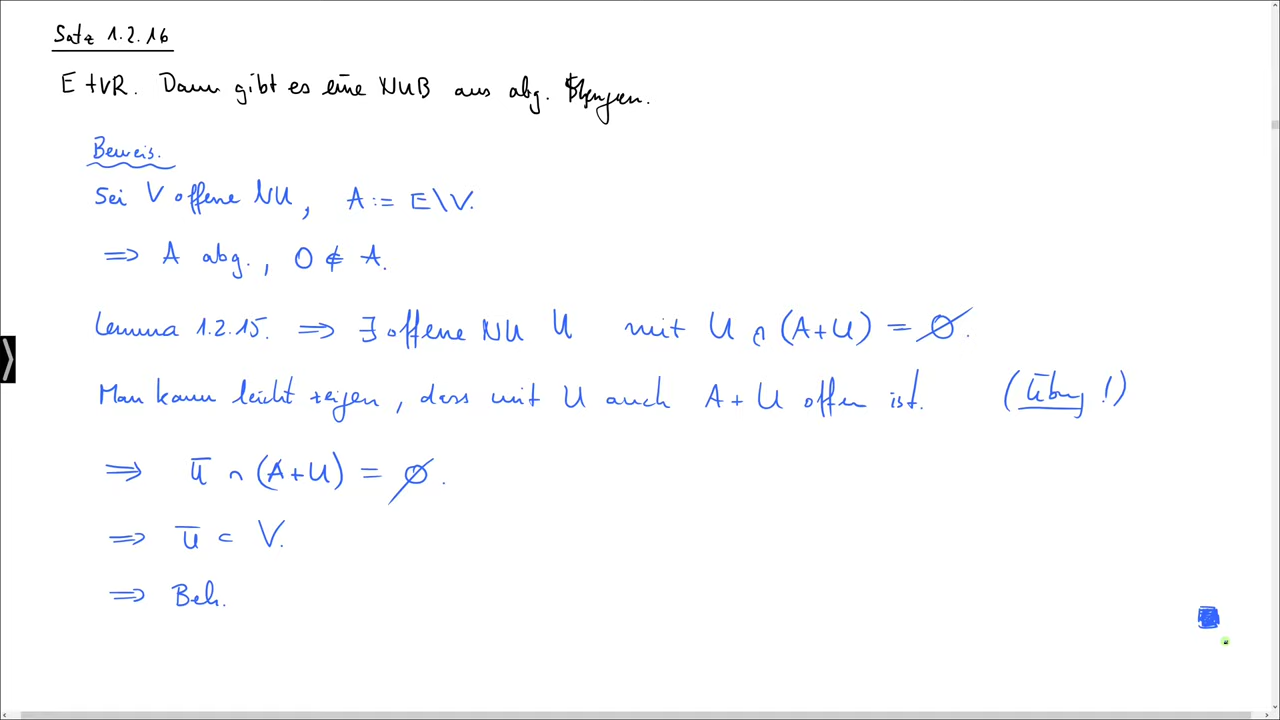 Satz 1.2.16
E tVR. Dann gibt es eine NUB aus abg. Mengen.
Beweis.
Sei V offene NU, A := E\V.
⟹ A abg., 0 ∉ A.
Lemma 1.2.15. ⟹ ∃ offene NU U mit U ∩ (A+U) = ∅.
Man kann leicht zeigen, dass mit U auch A + U offen ist. (Übung!)
⟹ U̅ ∩ (A+U) = ∅.
⟹ U̅ ⊂ V.
⟹ Beh.